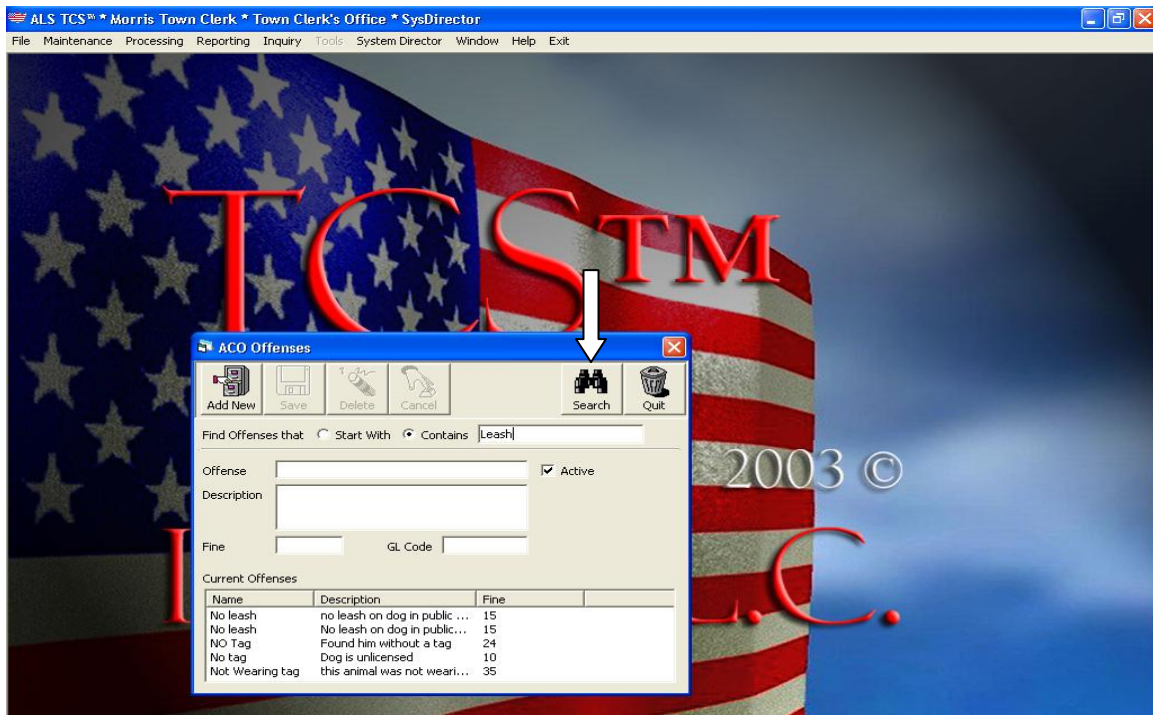 ALS TCS™ * Morris Town Clerk * Town Clerk's Office * SysDirector
File Maintenance Processing Reporting Inquiry Tools System Director Window Help Exit
TCS™
ACO Offenses
Add New Save Delete Cancel Search Quit
Find Offenses that Start With Contains Leash
Offense Active
2003 ©
Description
Fine GL Code
Current Offenses
Name Description Fine
No leash no leash on dog in public ... 15
No leash No leash on dog in public... 15
NO Tag Found him without a tag 24
No tag Dog is unlicensed 10
Not Wearing tag this animal was not weari... 35